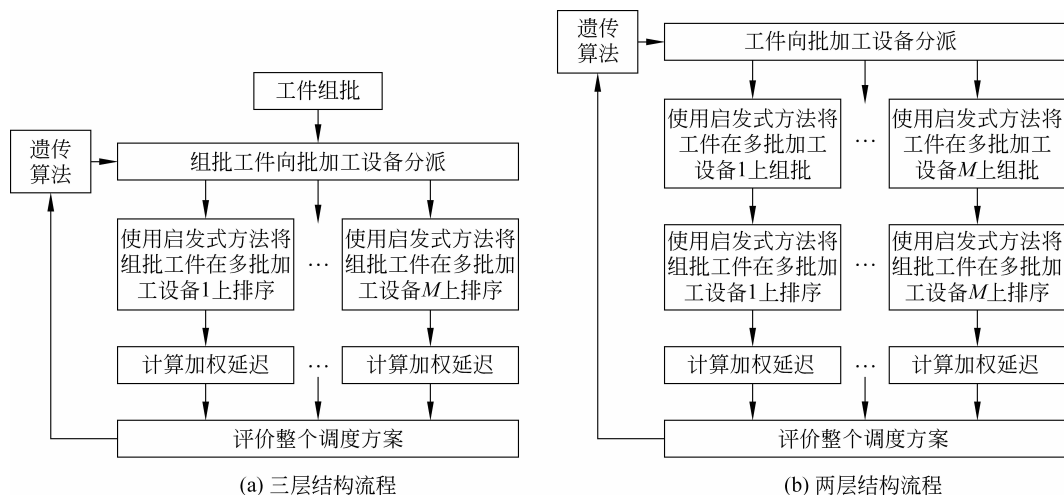 工件组批
遗传
算法
组批工件向批加工设备分派
使用启发式方法将
组批工件在多批加
工设备1上排序
…
使用启发式方法将
组批工件在多批加
工设备M上排序
计算加权延迟
…
计算加权延迟
评价整个调度方案
(a) 三层结构流程
遗传
算法
工件向批加工设备分派
使用启发式方法将
工件在多批加工
设备1上组批
…
使用启发式方法将
工件在多批加工
设备M上组批
使用启发式方法将
组批工件在多批加
工设备1上排序
…
使用启发式方法将
组批工件在多批加
工设备M上排序
计算加权延迟
…
计算加权延迟
评价整个调度方案
(b) 两层结构流程